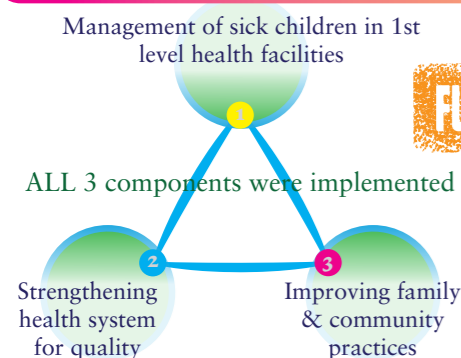 Management of sick children in 1st
level health facilities
1
ALL 3 components were implemented
2
3
Strengthening
health system
for quality
Improving family
& community
practices